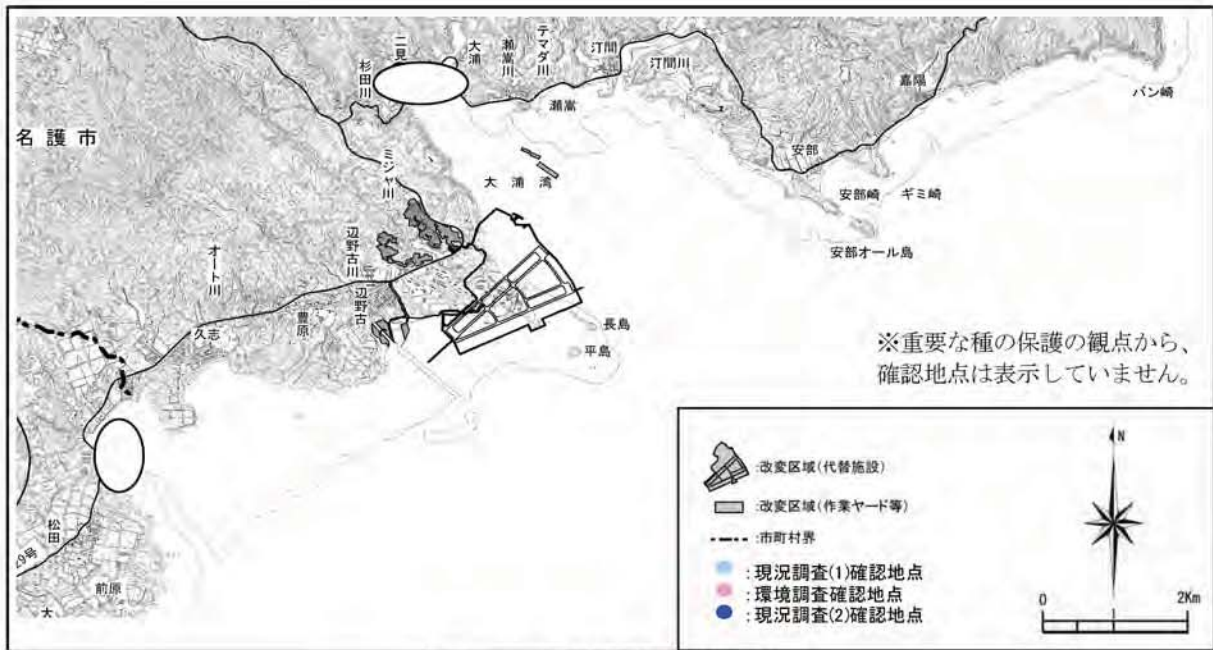 二見
杉田川
大浦
瀬嵩川
テマダ川
汀間
汀間川
瀬嵩
嘉陽
バン崎
名護市
安部
ミジャ川
大浦湾
安部崎
ギミ崎
安部オール島
オート川
辺野古川
辺野古
久志
豊原
長島
平島
※重要な種の保護の観点から、
確認地点は表示していません。
松田
29号
前原
:改変区域(代替施設)
:改変区域(作業ヤード等)
:市町村界
:現況調査(1)確認地点
:環境調査確認地点
:現況調査(2)確認地点
N
0 2Km